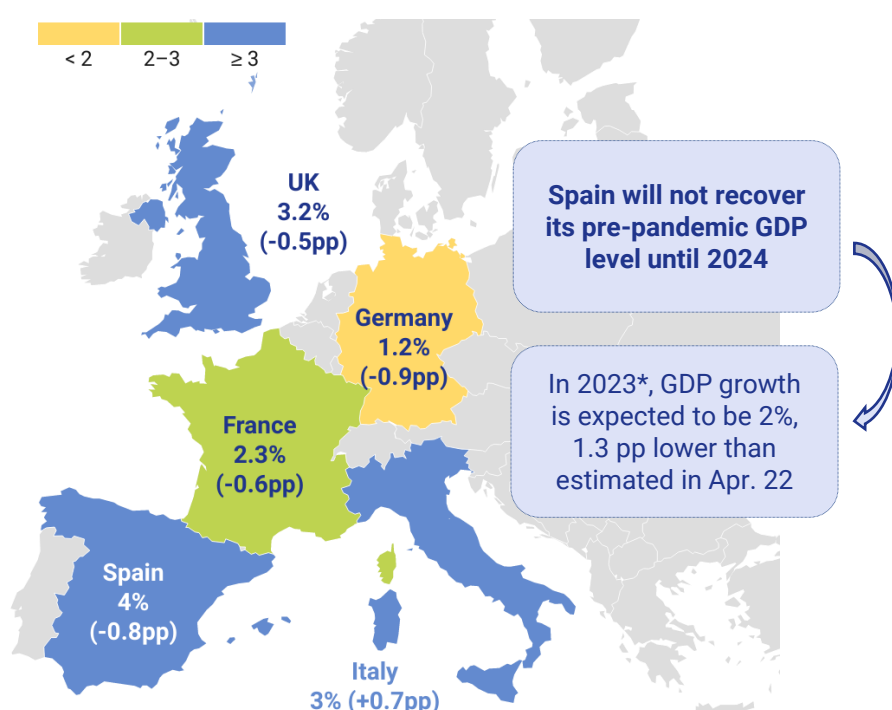 < 2
2–3
≥ 3
UK
3.2%
(-0.5pp)
Germany
1.2%
(-0.9pp)
France
2.3%
(-0.6pp)
Spain
4%
(-0.8pp)
Italy
3% (+0.7pp)
Spain will not recover
its pre-pandemic GDP
level until 2024
In 2023*, GDP growth
is expected to be 2%,
1.3 pp lower than
estimated in Apr. 22